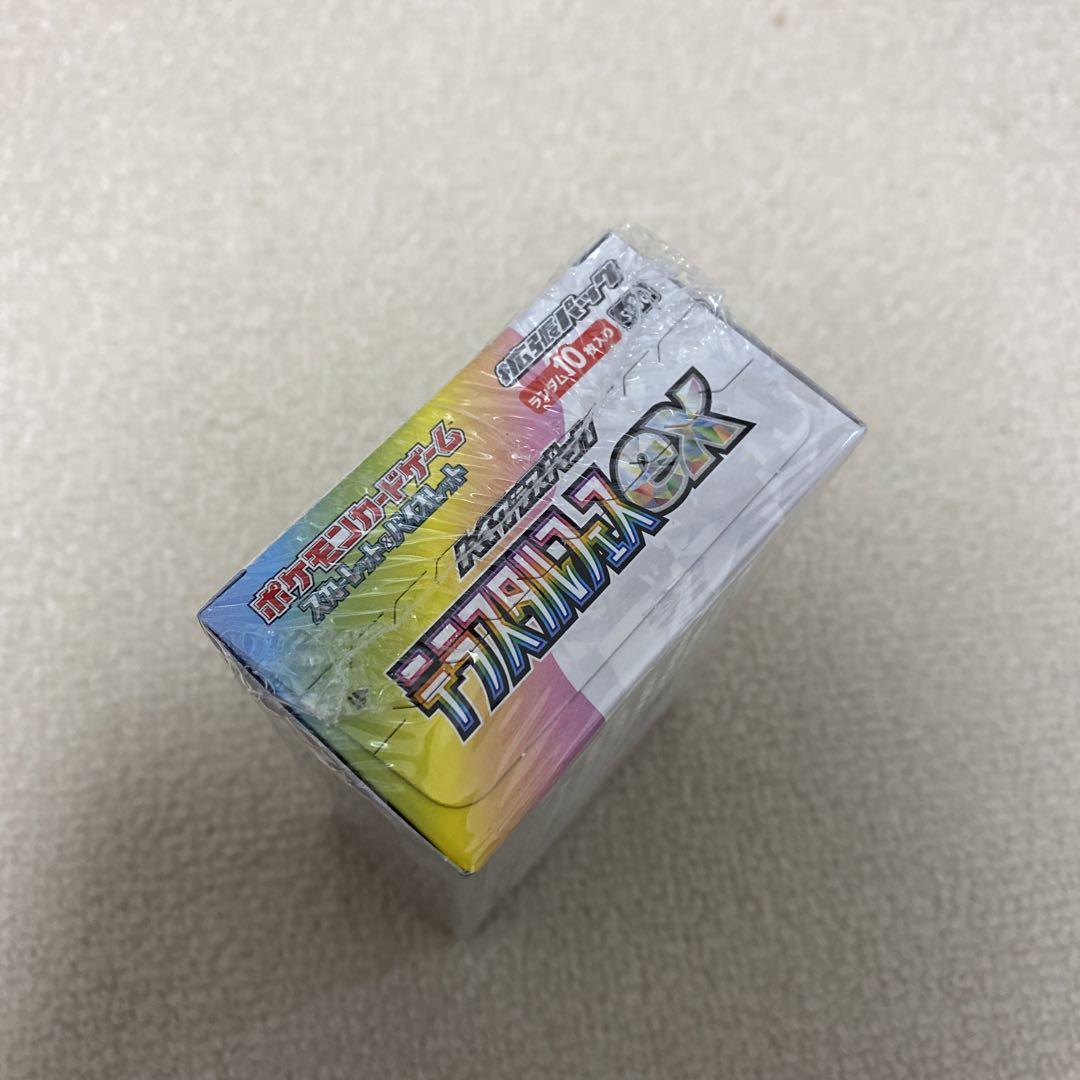 ポケモンカードゲーム
スカーレット&バイオレット
拡張パック
ランダム10枚入り
ハイクラスパック
テラスタルフェスex